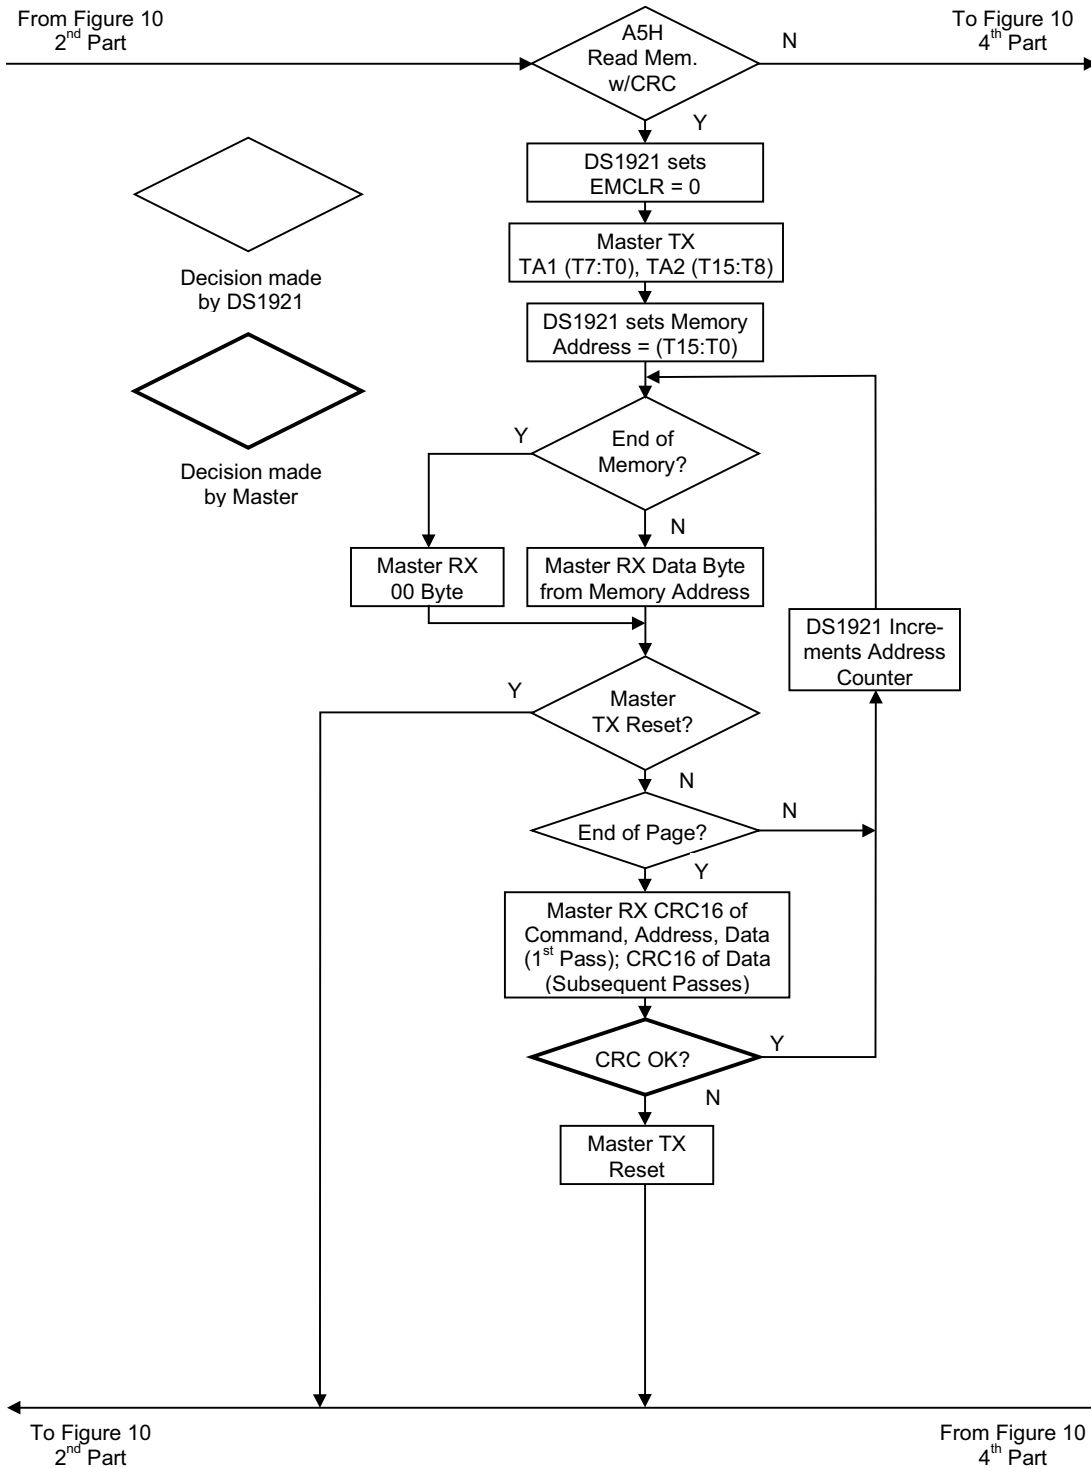 From Figure 10
2nd Part
A5H
Read Mem.
w/CRC
N
To Figure 10
4th Part
Y
DS1921 sets
EMCLR = 0
Master TX
TA1 (T7:T0), TA2 (T15:T8)
Decision made
by DS1921
DS1921 sets Memory
Address = (T15:T0)
Y
End of
Memory?
Decision made
by Master
N
Master RX
00 Byte
Master RX Data Byte
from Memory Address
DS1921 Incre-
ments Address
Counter
Y
Master
TX Reset?
N
End of Page?
N
Y
Master RX CRC16 of
Command, Address, Data
(1st Pass); CRC16 of Data
(Subsequent Passes)
CRC OK?
Y
N
Master TX
Reset
To Figure 10
2nd Part
From Figure 10
4th Part